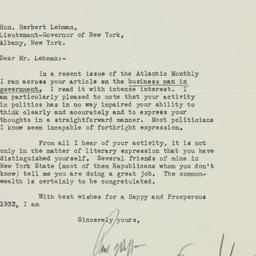 Hon. Herbert Lehman,
Lieutenant-Governor of New York,
Albany, New York.
Dear Mr. Lehman:-
In a recent issue of the Atlantic Monthly
I ran across your article on the business man in
government. I read it with intense interest. I
am particularly pleased to note that your activity
in politics has in no way impaired your ability to
think clearly and accurately and to express your
thoughts in a straightforward manner. Most politicians
I know seem incapable of forthright expression.
From all I hear of your activity, it is not
only in the matter of literary expression that you have
distinguished yourself. Several friends of mine in
New York State (most of them Republicans whom you don't
know) tell me you are doing a great job. The common-
wealth is certainly to be congratulated.
With best wishes for a Happy and Prosperous
1932, I am
Sincerely yours,